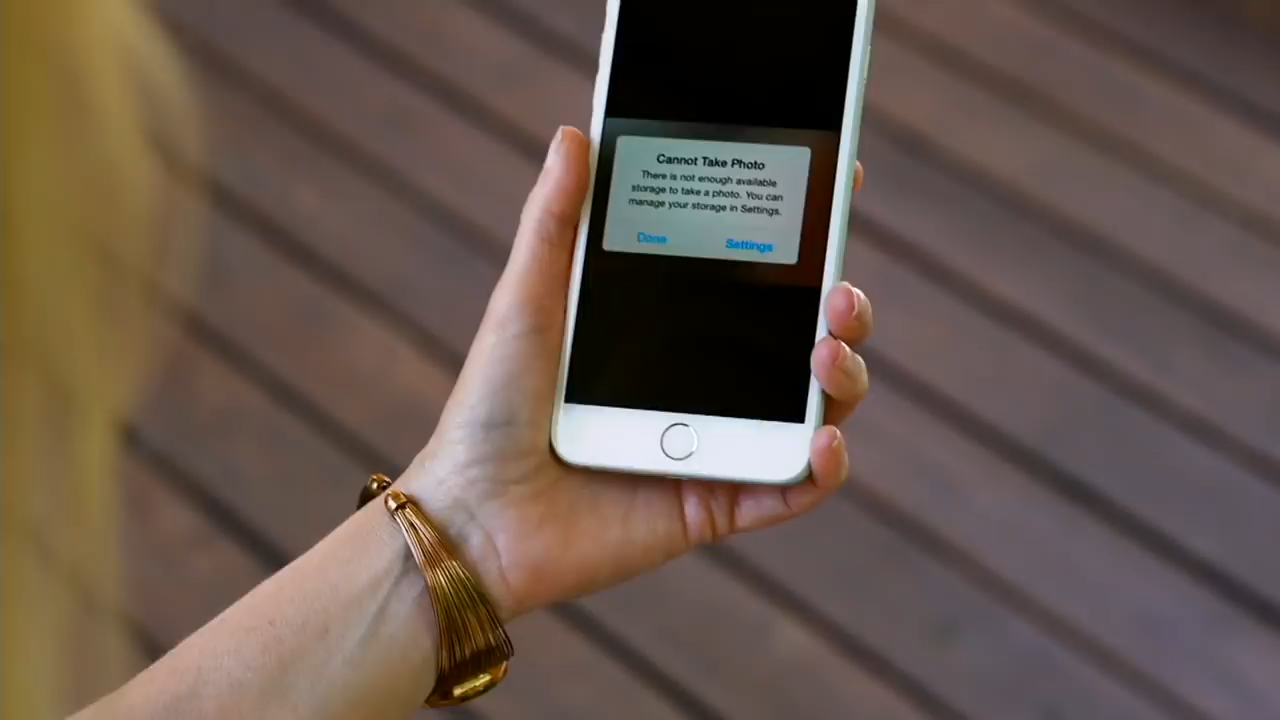 Cannot Take Photo
There is not enough available
storage to take a photo. You can
manage your storage in Settings.
Done
Settings